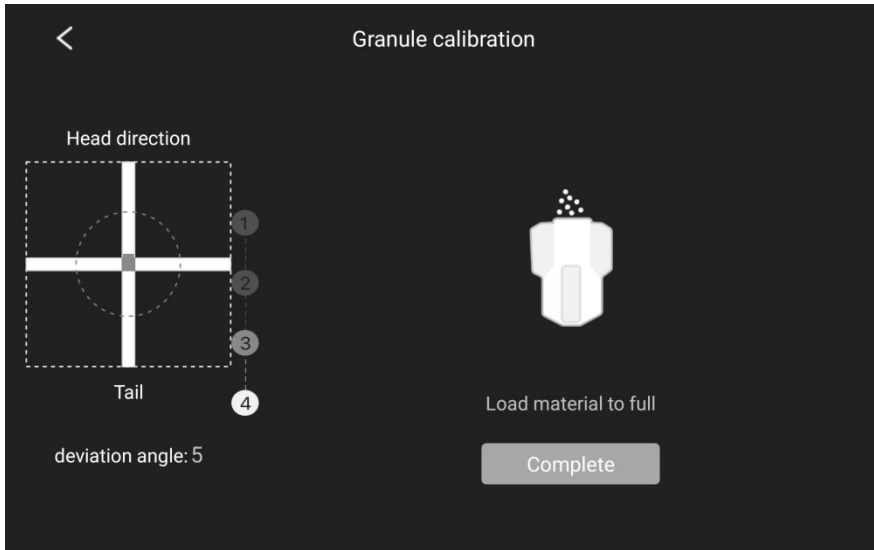 Granule calibration
Head direction
1
2
3
4
Tail
deviation angle: 5
Load material to full
Complete